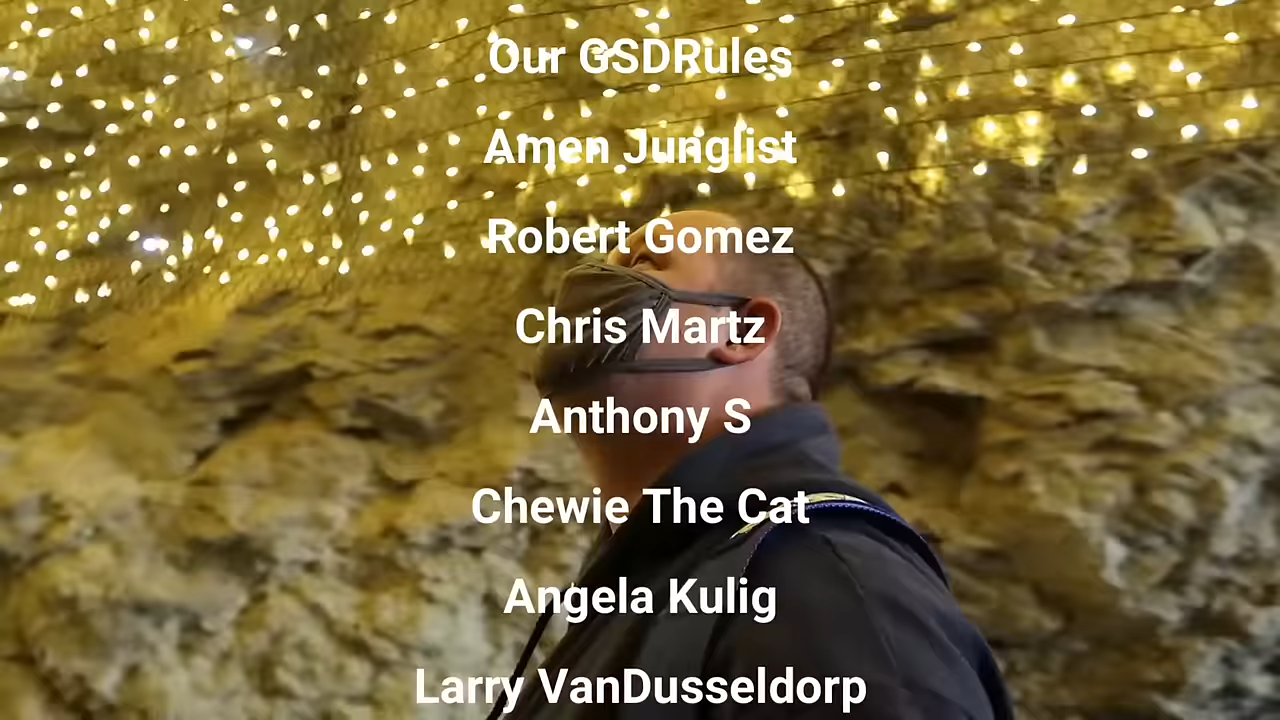 Our GSDRules
Amen Junglist
Robert Gomez
Chris Martz
Anthony S
Chewie The Cat
Angela Kulig
Larry VanDusseldorp